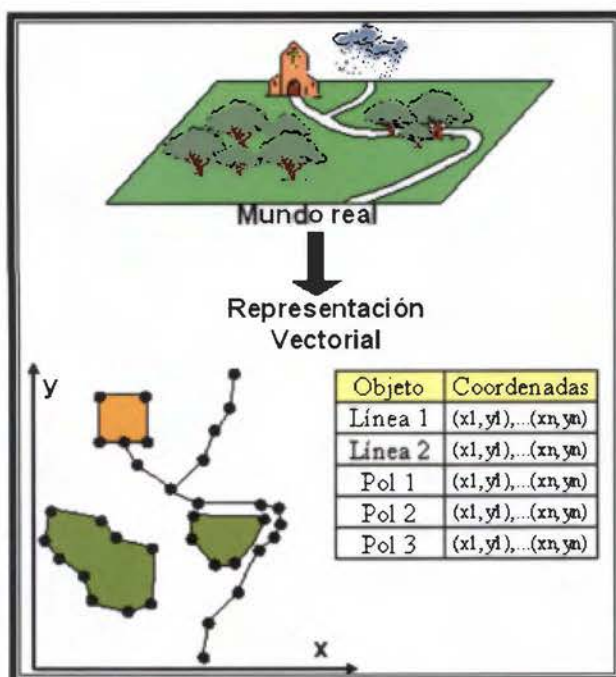 Mundo real
Representación
Vectorial
y
x
Objeto Coordenadas
Línea 1 (x1,y1),...(xn,yn)
Línea 2 (x1,y1),...(xn,yn)
Pol 1 (x1,y1),...(xn,yn)
Pol 2 (x1,y1),...(xn,yn)
Pol 3 (x1,y1),...(xn,yn)